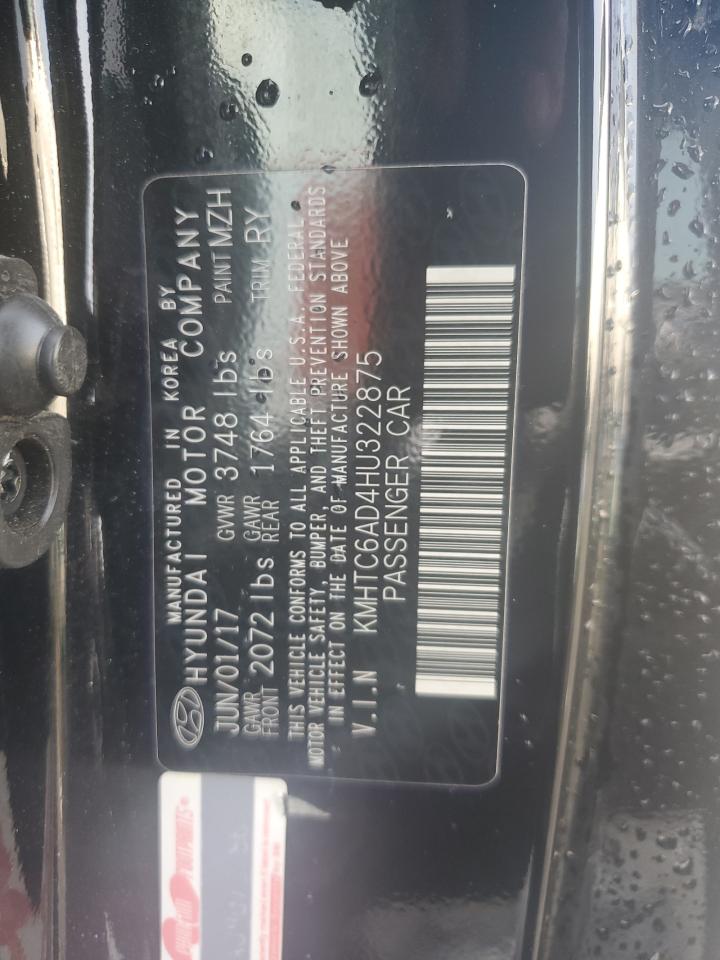 MANUFACTURED IN KOREA BY
HYUNDAI MOTOR COMPANY
JUN/01/17 GVWR 3748 lbs PAINT MZH
GAWR FRONT 2072 lbs GAWR REAR 1764 lbs TRIM RY
THIS VEHICLE CONFORMS TO ALL APPLICABLE U.S.A. FEDERAL
MOTOR VEHICLE SAFETY, BUMPER, AND THEFT PREVENTION STANDARDS
IN EFFECT ON THE DATE OF MANUFACTURE SHOWN ABOVE
V.I.N KMHTC6AD4HU322875
PASSENGER CAR